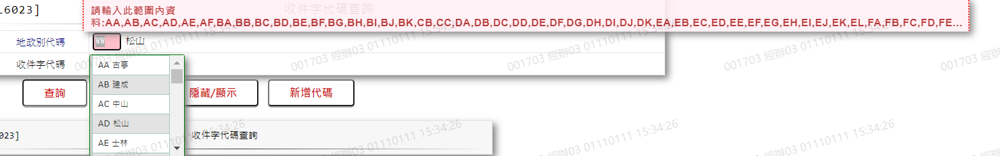 L6023]
收件字代碼查詢
請輸入此範圍內資
料:AA,AB,AC,AD,AE,AF,BA,BB,BC,BD,BE,BF,BG,BH,BI,BJ,BK,CB,CC,DA,DB,DC,DD,DE,DF,DG,DH,DI,DJ,DK,EA,EB,EC,ED,EE,EF,EG,EH,EI,EJ,EK,EL,FA,FB,FC,FD,FE...
地政別代碼 WW 松山
收件字代碼
AA 古亭
AB 建成
AC 中山
AD 松山
AE 士林
查詢 隱藏/顯示 新增代碼
023] 收件字代碼查詢
001703 經辦03 01110111 15:34:26
001703 經辦03 01110111 15:34:26
001703 經辦03 01110111 15:34:26
001703 經辦03 01110111
001703
經辦03 01110111 15:34:26
001703 經辦03 01110111 15:34:26
001703 經辦03 01110111 15:34:26